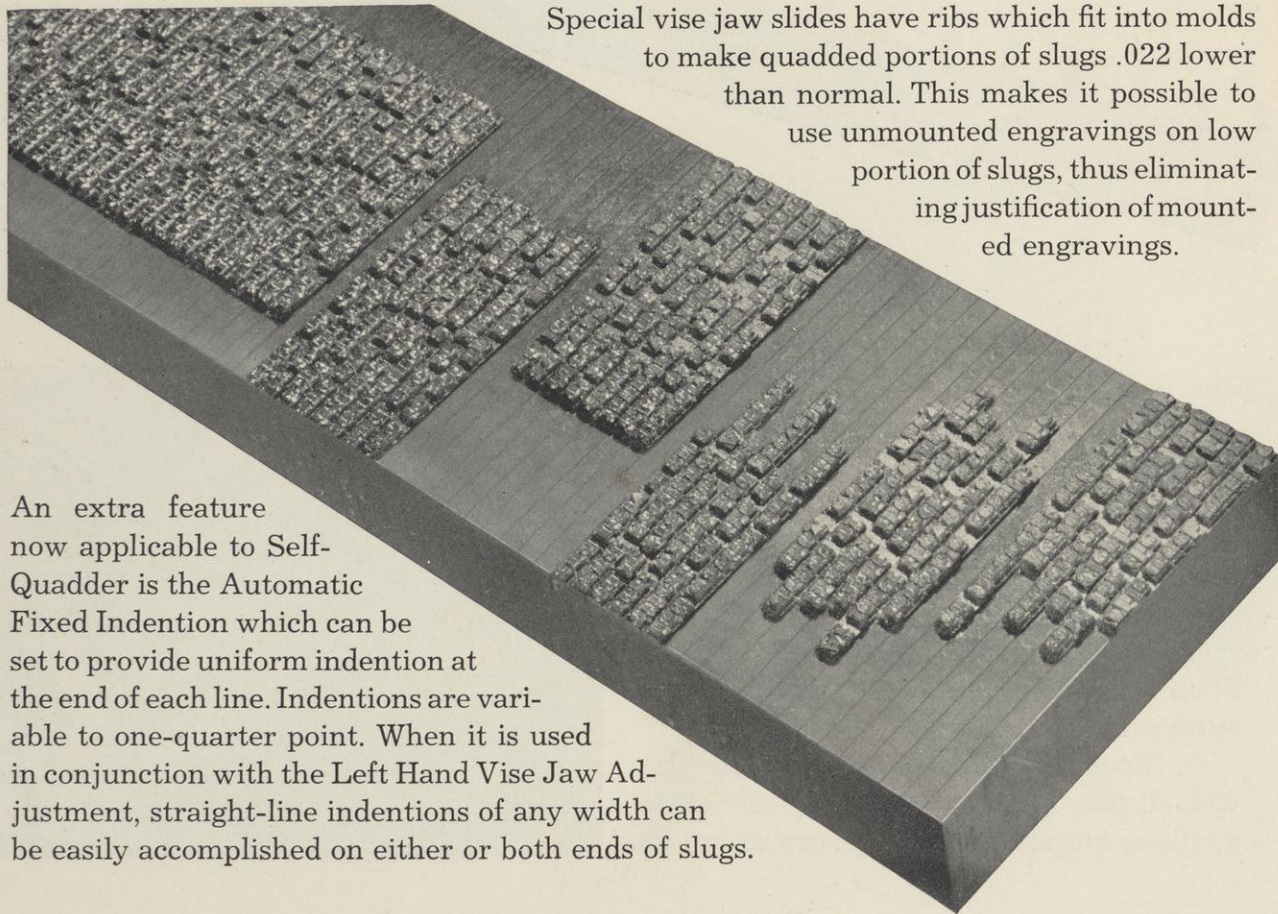 Special vise jaw slides have ribs which fit into molds
to make quadded portions of slugs .022 lower
than normal. This makes it possible to
use unmounted engravings on low
portion of slugs, thus eliminat-
ing justification of mount-
ed engravings.
An extra feature
now applicable to Self-
Quadder is the Automatic
Fixed Indention which can be
set to provide uniform indention at
the end of each line. Indentions are vari-
able to one-quarter point. When it is used
in conjunction with the Left Hand Vise Jaw Ad-
justment, straight-line indentions of any width can
be easily accomplished on either or both ends of slugs.